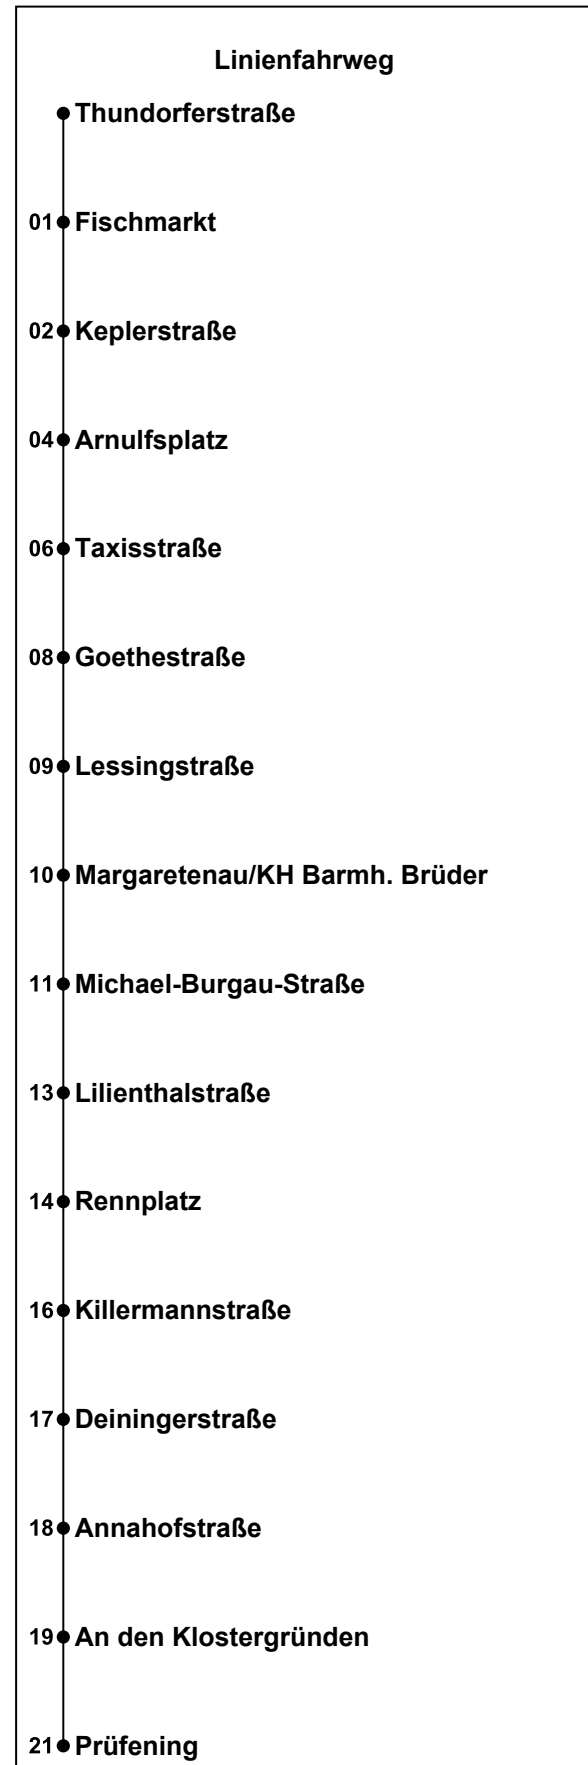 Linienfahrweg
Thundorferstraße
01 Fischmarkt
02 Keplerstraße
04 Arnulfsplatz
06 Taxisstraße
08 Goethestraße
09 Lessingstraße
10 Margaretenau/KH Barmh. Brüder
11 Michael-Burgau-Straße
13 Lilienthalstraße
14 Rennplatz
16 Killermannstraße
17 Deiningerstraße
18 Annahofstraße
19 An den Klostergründen
21 Prüfening